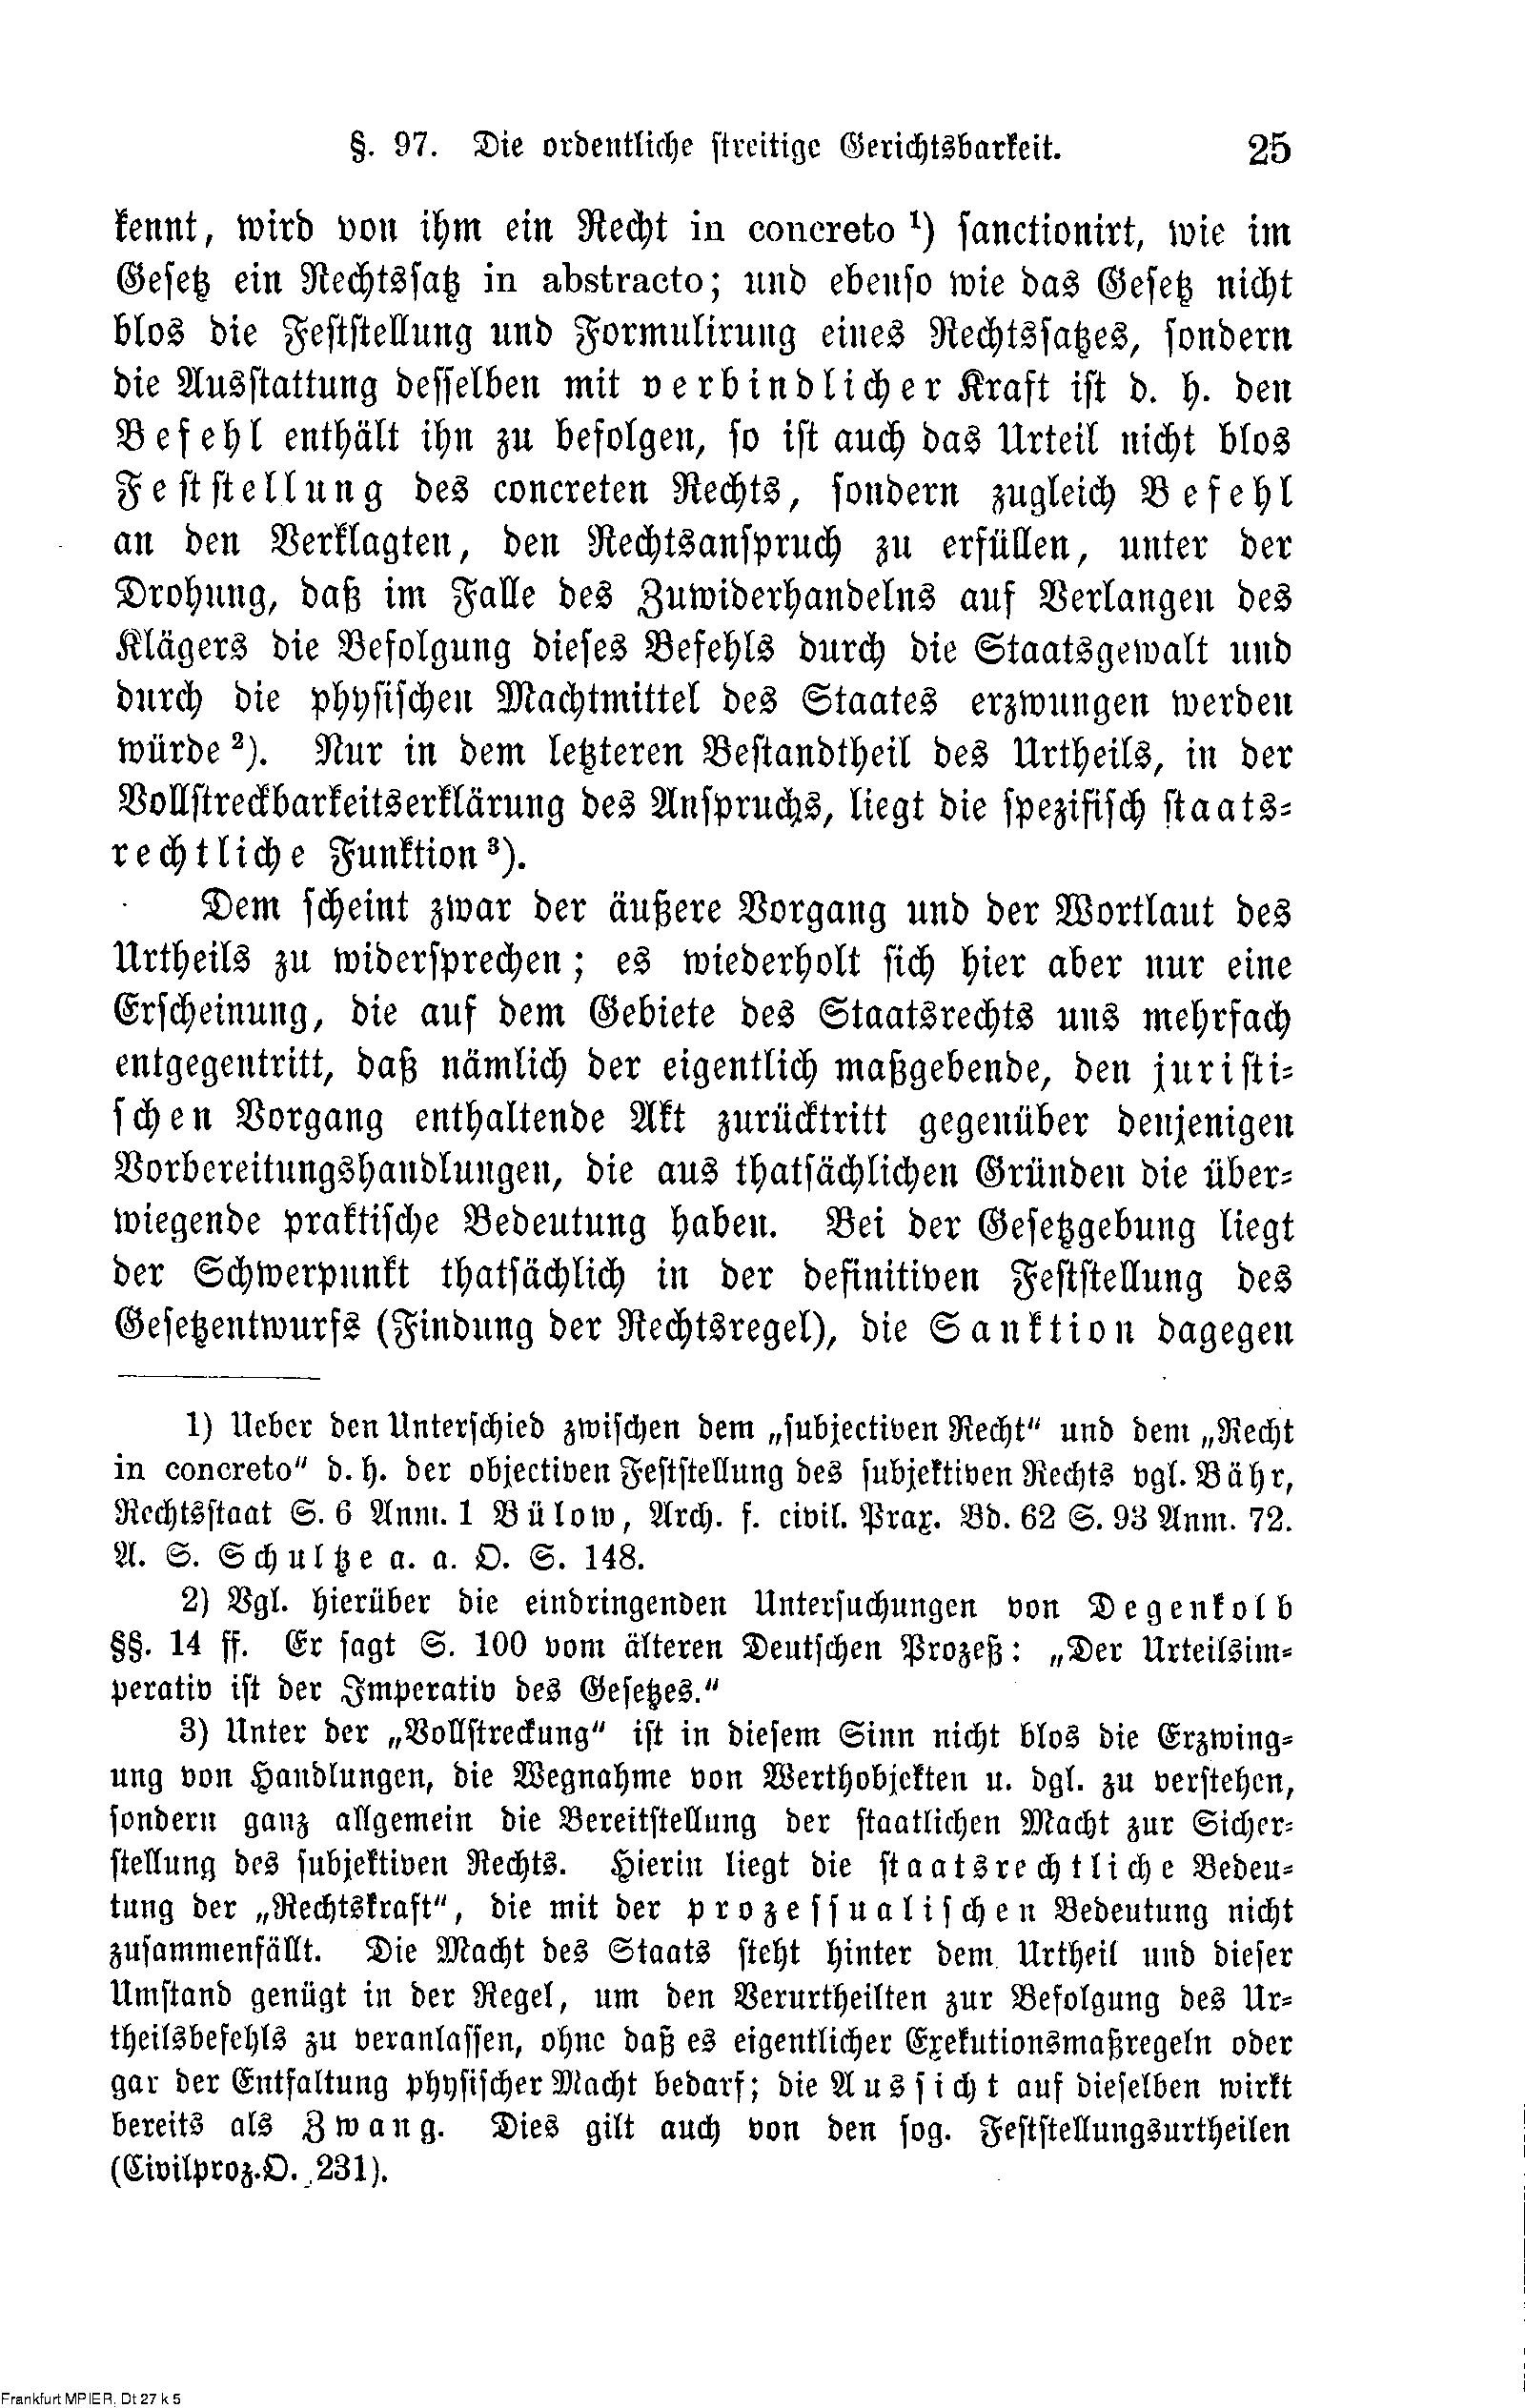 §. 97. Die ordentliche streitige Gerichtsbarkeit. 25
kennt, wird von ihm ein Recht in concreto ¹) sanctionirt, wie im
Gesetz ein Rechtssatz in abstracto; und ebenso wie das Gesetz nicht
blos die Feststellung und Formulirung eines Rechtssatzes, sondern
die Ausstattung desselben mit verbindlicher Kraft ist d. h. den
Befehl enthält ihn zu befolgen, so ist auch das Urteil nicht blos
Feststellung des concreten Rechts, sondern zugleich Befehl
an den Verklagten, den Rechtsanspruch zu erfüllen, unter der
Drohung, daß im Falle des Zuwiderhandelns auf Verlangen des
Klägers die Befolgung dieses Befehls durch die Staatsgewalt und
durch die physischen Machtmittel des Staates erzwungen werden
würde ²). Nur in dem letzteren Bestandtheil des Urtheils, in der
Vollstreckbarkeitserklärung des Anspruchs, liegt die spezifisch staats-
rechtliche Funktion ³).
Dem scheint zwar der äußere Vorgang und der Wortlaut des
Urtheils zu widersprechen; es wiederholt sich hier aber nur eine
Erscheinung, die auf dem Gebiete des Staatsrechts uns mehrfach
entgegentritt, daß nämlich der eigentlich maßgebende, den juristi-
schen Vorgang enthaltende Akt zurücktritt gegenüber denjenigen
Vorbereitungshandlungen, die aus thatsächlichen Gründen die über-
wiegende praktische Bedeutung haben. Bei der Gesetzgebung liegt
der Schwerpunkt thatsächlich in der definitiven Feststellung des
Gesetzentwurfs (Findung der Rechtsregel), die Sanktion dagegen
1) Ueber den Unterschied zwischen dem „subjectiven Recht" und dem „Recht
in concreto" d. h. der objectiven Feststellung des subjektiven Rechts vgl. Bähr,
Rechtsstaat S. 6 Anm. 1 Bülow, Arch. f. civil. Prax. Bd. 62 S. 93 Anm. 72.
A. S. Schultze a. a. O. S. 148.
2) Vgl. hierüber die eindringenden Untersuchungen von Degenkolb
§§. 14 ff. Er sagt S. 100 vom älteren Deutschen Prozeß: „Der Urteilsim-
perativ ist der Imperativ des Gesetzes."
3) Unter der „Vollstreckung" ist in diesem Sinn nicht blos die Erzwing-
ung von Handlungen, die Wegnahme von Werthobjekten u. dgl. zu verstehen,
sondern ganz allgemein die Bereitstellung der staatlichen Macht zur Sicher-
stellung des subjektiven Rechts. Hierin liegt die staatsrechtliche Bedeu-
tung der „Rechtskraft", die mit der prozessualischen Bedeutung nicht
zusammenfällt. Die Macht des Staats steht hinter dem Urtheil und dieser
Umstand genügt in der Regel, um den Verurtheilten zur Befolgung des Ur-
theilsbefehls zu veranlassen, ohne daß es eigentlicher Exekutionsmaßregeln oder
gar der Entfaltung physischer Macht bedarf; die Aussicht auf dieselben wirkt
bereits als Zwang. Dies gilt auch von den sog. Feststellungsurtheilen
(Civilproz.O. 231).
Frankfurt MPIER, Dt 27 k 5